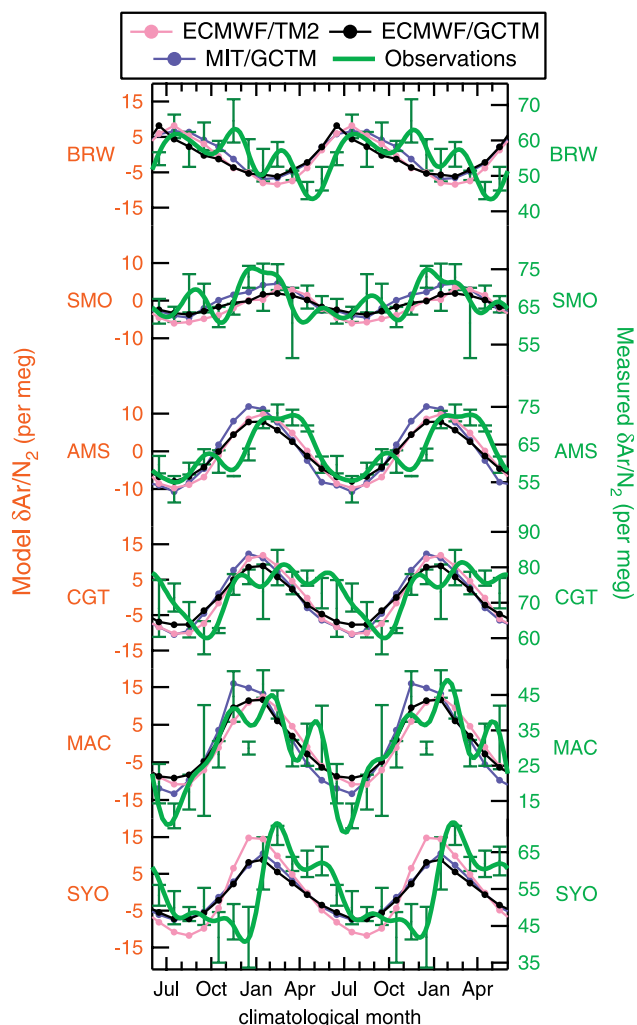 ECMWF/TM2 ECMWF/GCTM
MIT/GCTM Observations
15
5
-5
-15
BRW
70
60
50
40
BRW
10
0
-10
SMO
75
65
55
SMO
10
0
-10
AMS
75
65
55
AMS
15
5
-5
-15
CGT
90
80
70
60
CGT
15
5
-5
-15
MAC
45
35
25
15
MAC
15
5
-5
-15
SYO
65
55
45
35
SYO
Model δAr/N₂ (per meg)
Measured δAr/N₂ (per meg)
Jul Oct Jan Apr Jul Oct Jan Apr
climatological month